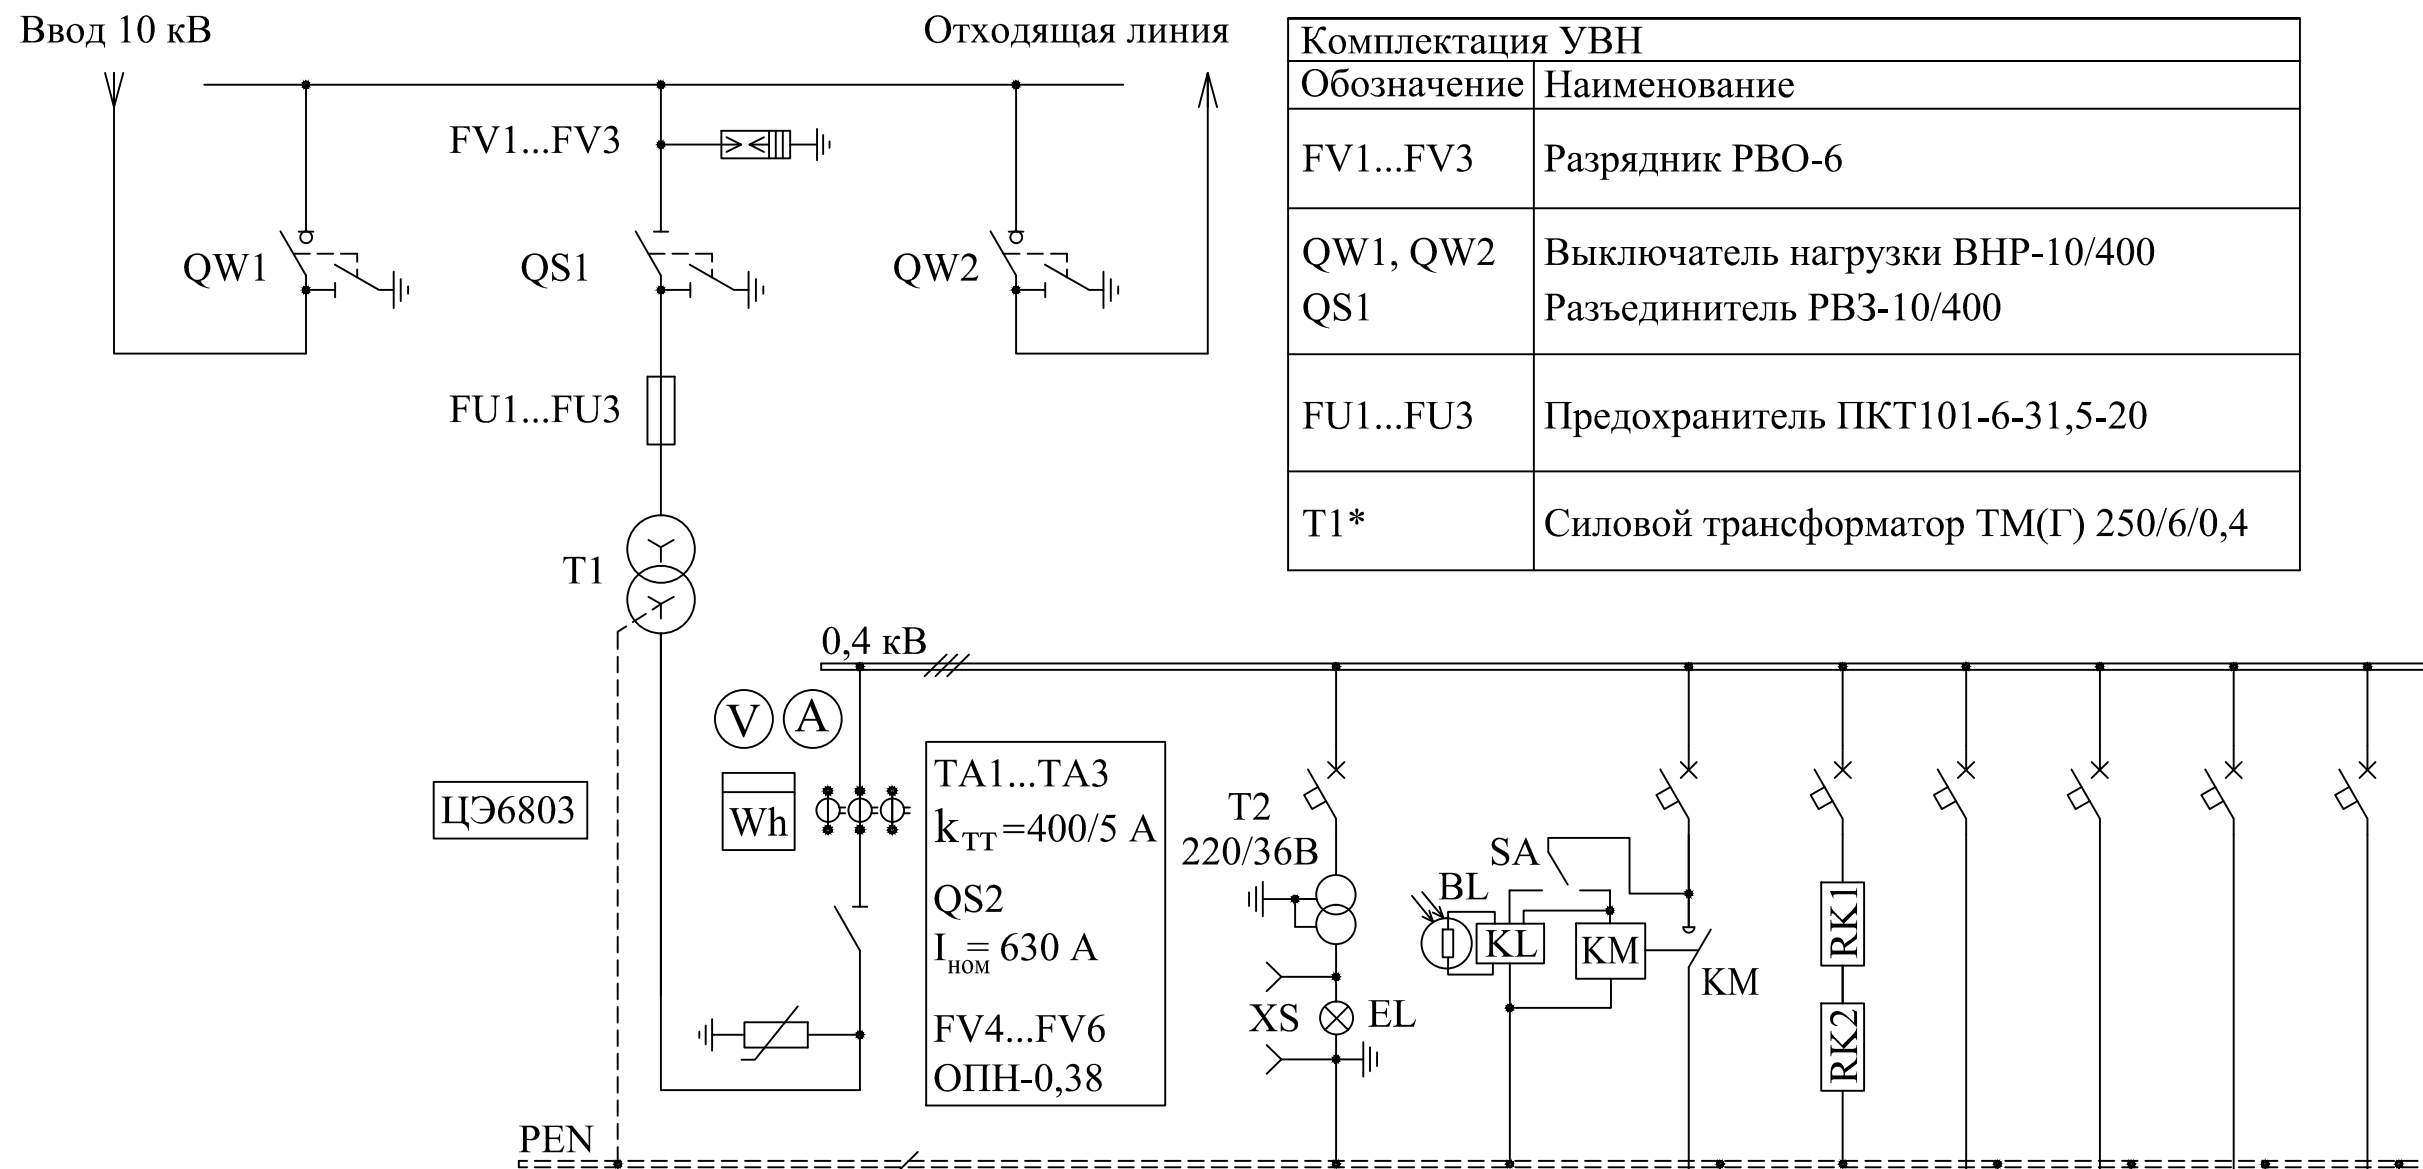 Ввод 10 кВ
Отходящая линия
FV1...FV3
QW1
QS1
QW2
FU1...FU3
T1
Комплектация УВН
Обозначение Наименование
FV1...FV3 Разрядник РВО-6
QW1, QW2 Выключатель нагрузки ВНР-10/400
QS1 Разъединитель РВЗ-10/400
FU1...FU3 Предохранитель ПКТ101-6-31,5-20
T1* Силовой трансформатор ТМ(Г) 250/6/0,4
0,4 кВ
V A
ЦЭ6803
Wh
TA1...TA3
kтт=400/5 А
QS2
Iном= 630 А
FV4...FV6
ОПН-0,38
T2
220/36В
XS
EL
SA
BL
KL
KM
KM
RK1
RK2
PEN